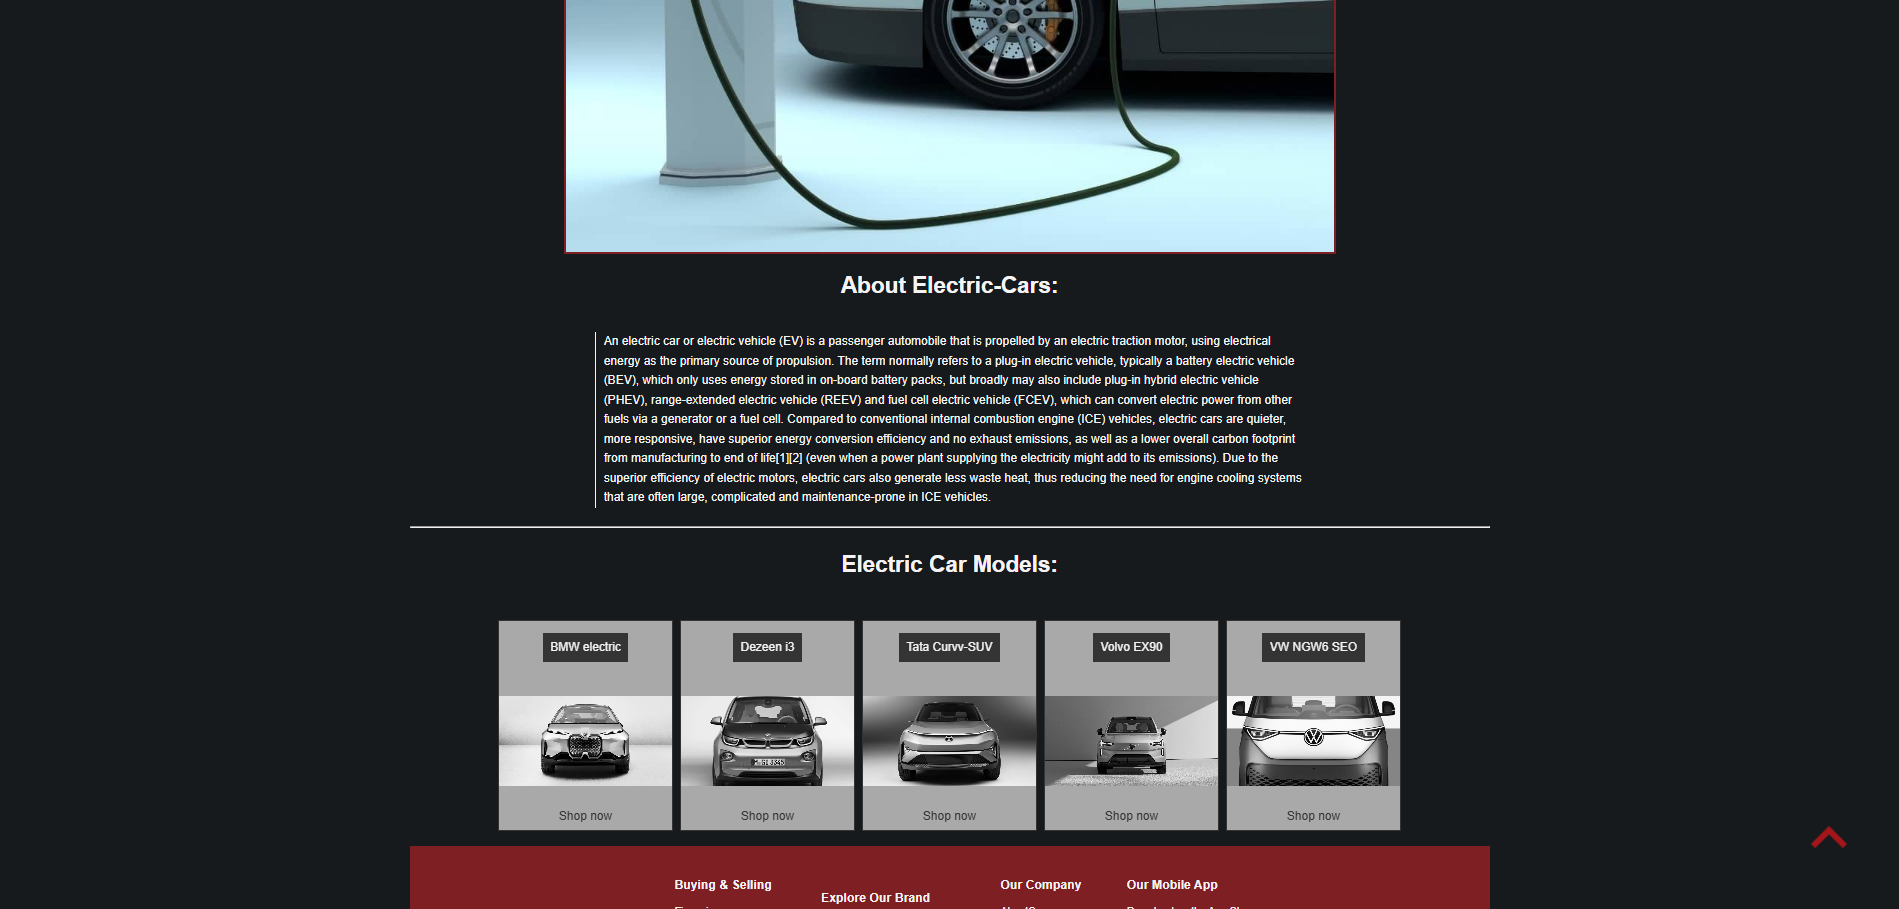 About Electric-Cars:
An electric car or electric vehicle (EV) is a passenger automobile that is propelled by an electric traction motor, using electrical
energy as the primary source of propulsion. The term normally refers to a plug-in electric vehicle, typically a battery electric vehicle
(BEV), which only uses energy stored in on-board battery packs, but broadly may also include plug-in hybrid electric vehicle
(PHEV), range-extended electric vehicle (REEV) and fuel cell electric vehicle (FCEV), which can convert electric power from other
fuels via a generator or a fuel cell. Compared to conventional internal combustion engine (ICE) vehicles, electric cars are quieter,
more responsive, have superior energy conversion efficiency and no exhaust emissions, as well as a lower overall carbon footprint
from manufacturing to end of life[1][2] (even when a power plant supplying the electricity might add to its emissions). Due to the
superior efficiency of electric motors, electric cars also generate less waste heat, thus reducing the need for engine cooling systems
that are often large, complicated and maintenance-prone in ICE vehicles.
Electric Car Models:
BMW electric
Dezeen i3
Tata Curvv-SUV
Volvo EX90
VW NGW6 SEO
Shop now
Shop now
Shop now
Shop now
Shop now
Buying & Selling
Explore Our Brand
Our Company
Our Mobile App